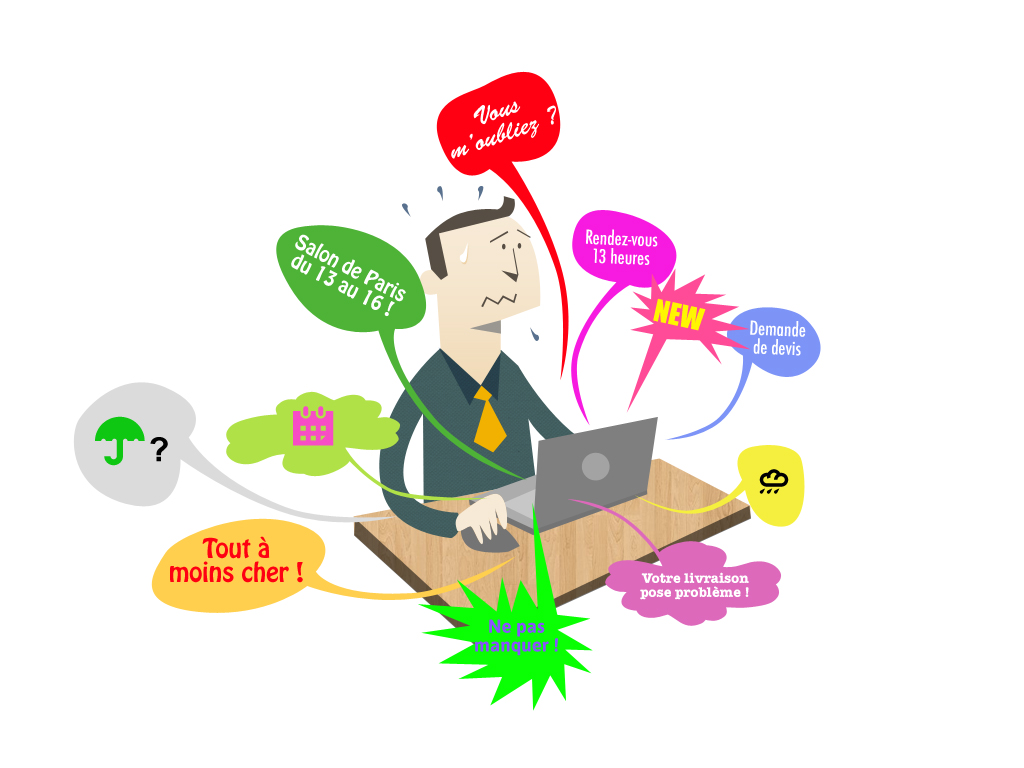 Vous
m'oubliez ?
Rendez-vous
13 heures
Salon de Paris
du 13 au 16 !
NEW
Demande
de devis
?
Tout à
moins cher !
Votre livraison
pose problème !
Ne pas
manquer !